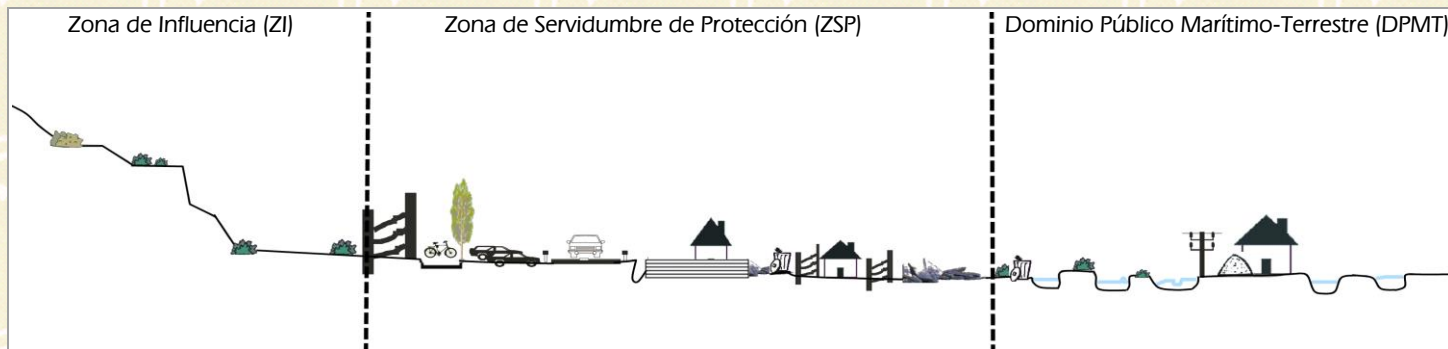 Zona de Influencia (ZI)
Zona de Servidumbre de Protección (ZSP)
Dominio Público Marítimo-Terrestre (DPMT)